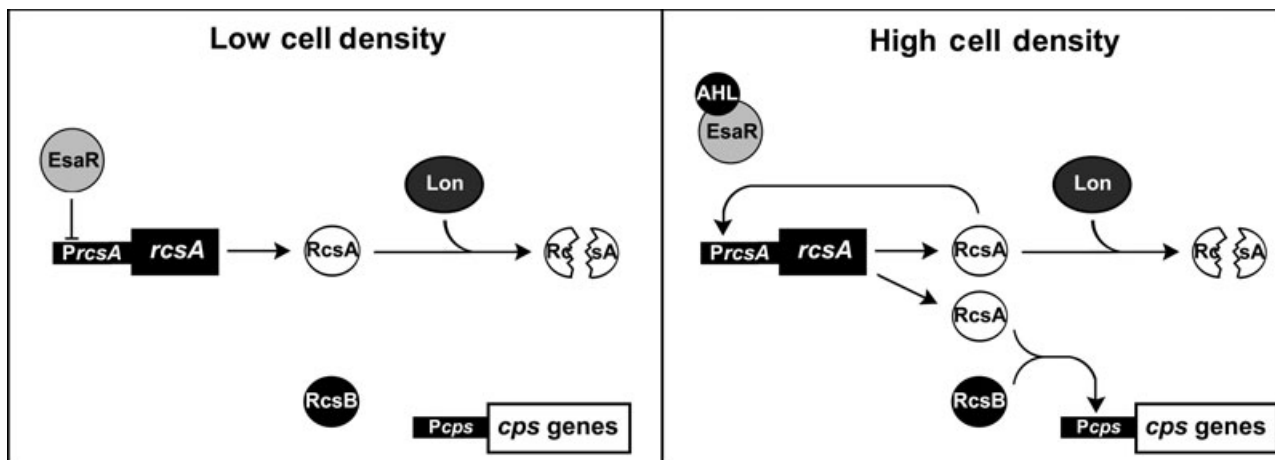 Low cell density
EsaR
Lon
PrcsA rcsA RcsA Rc sA
RcsB
Pcps cps genes
High cell density
AHL
EsaR
Lon
PrcsA rcsA RcsA Rc sA
RcsA
RcsB
Pcps cps genes